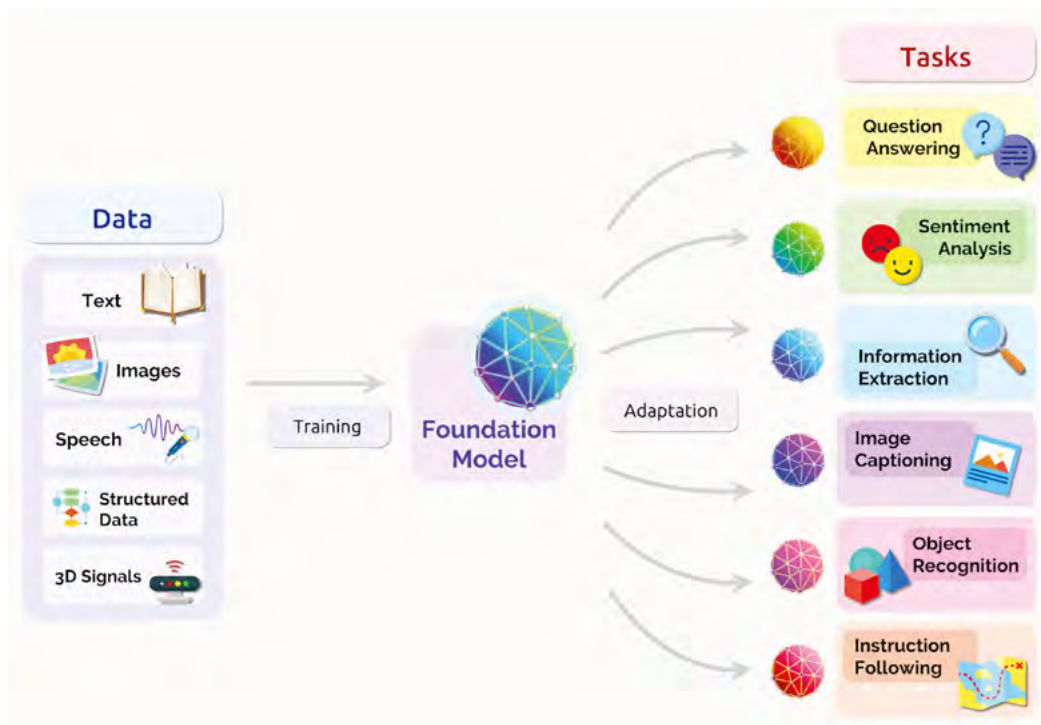 Data
Text
Images
Speech
Structured
Data
3D Signals
Training
Foundation
Model
Adaptation
Tasks
Question
Answering
?
Sentiment
Analysis
Information
Extraction
Image
Captioning
Object
Recognition
Instruction
Following